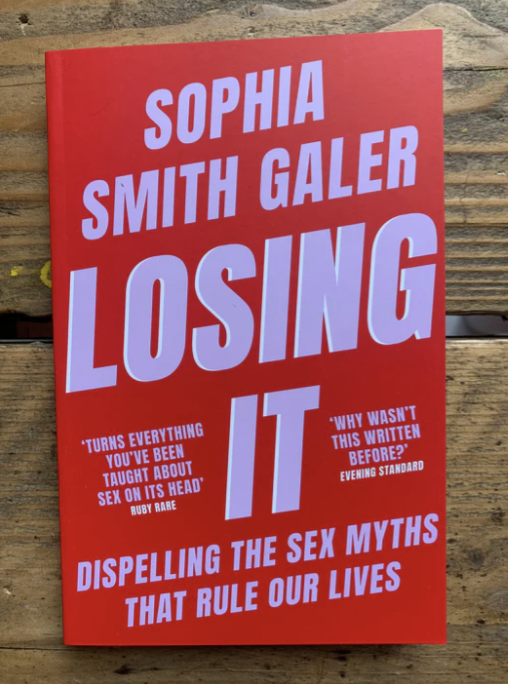 SOPHIA
SMITH GALER
LOSING
IT
'TURNS EVERYTHING
YOU'VE BEEN
TAUGHT ABOUT
SEX ON ITS HEAD'
RUBY RARE
'WHY WASN'T
THIS WRITTEN
BEFORE?'
EVENING STANDARD
DISPELLING THE SEX MYTHS
THAT RULE OUR LIVES